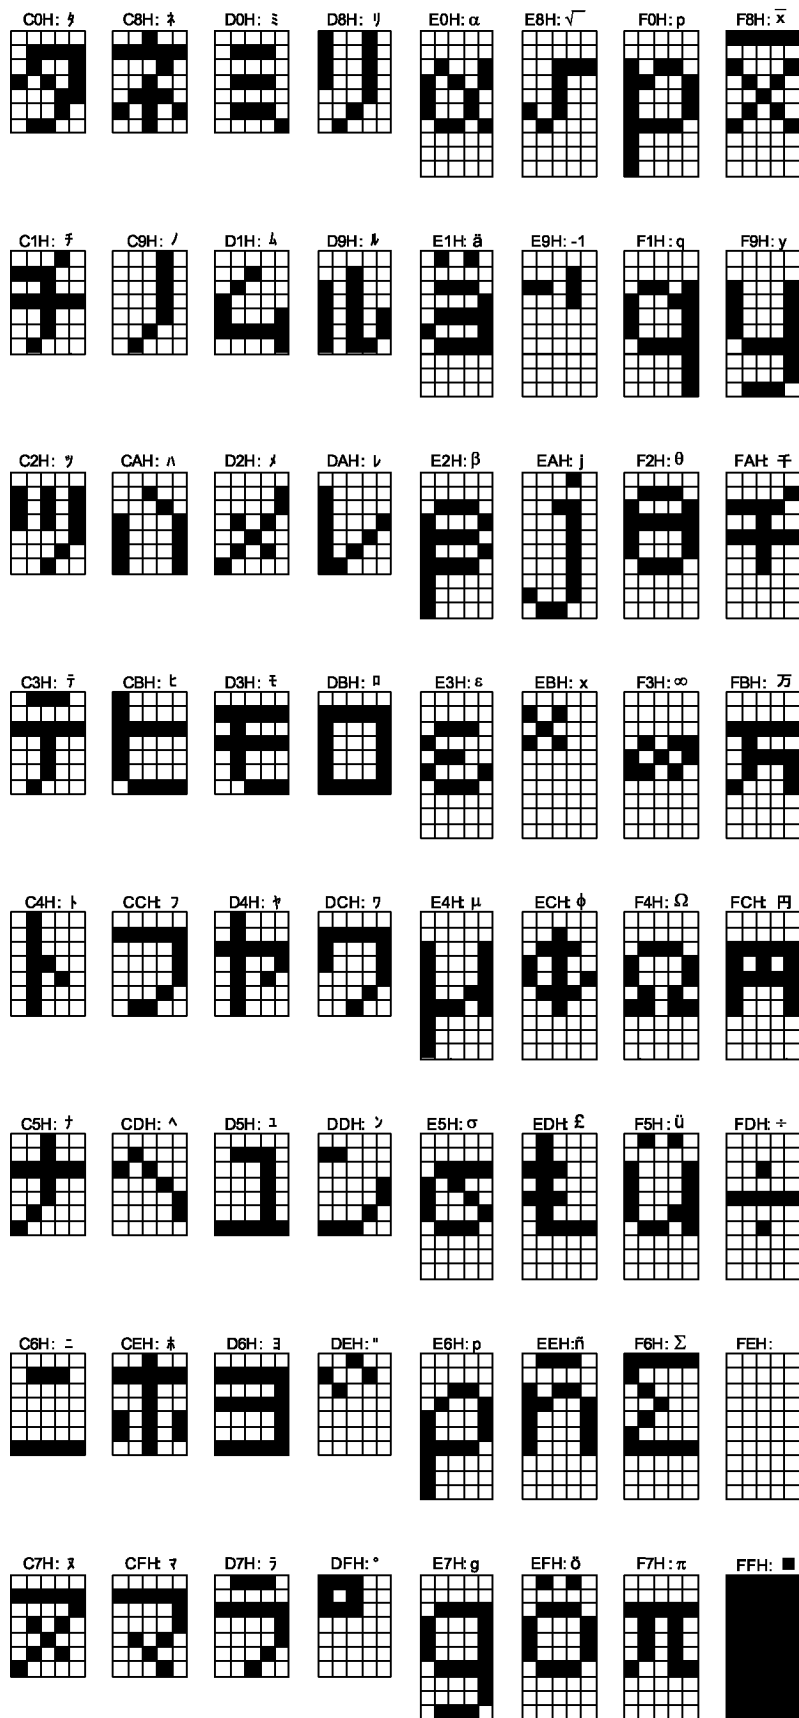 C0H: ﾀ C8H: ﾈ D0H: ﾐ D8H: ﾘ E0H: α E8H: √ F0H: p F8H: x̅
C1H: ﾁ C9H: ﾉ D1H: ﾑ D9H: ﾙ E1H: ä E9H: -1 F1H: q F9H: y
C2H: ﾂ CAH: ﾊ D2H: ﾒ DAH: ﾚ E2H: β EAH: j F2H: θ FAH: 千
C3H: ﾃ CBH: ﾋ D3H: ﾓ DBH: ﾛ E3H: ε EBH: x F3H: ∞ FBH: 万
C4H: ﾄ CCH: ﾌ D4H: ﾔ DCH: ﾜ E4H: μ ECH: ϕ F4H: Ω FCH: 円
C5H: ﾅ CDH: ﾍ D5H: ﾕ DDH: ﾝ E5H: σ EDH: £ F5H: ü FDH: ÷
C6H: ﾆ CEH: ﾎ D6H: ﾖ DEH: " E6H: p EEH: ñ F6H: Σ FEH:
C7H: ﾇ CFH: ﾏ D7H: ﾗ DFH: ° E7H: g EFH: ö F7H: π FFH: ■